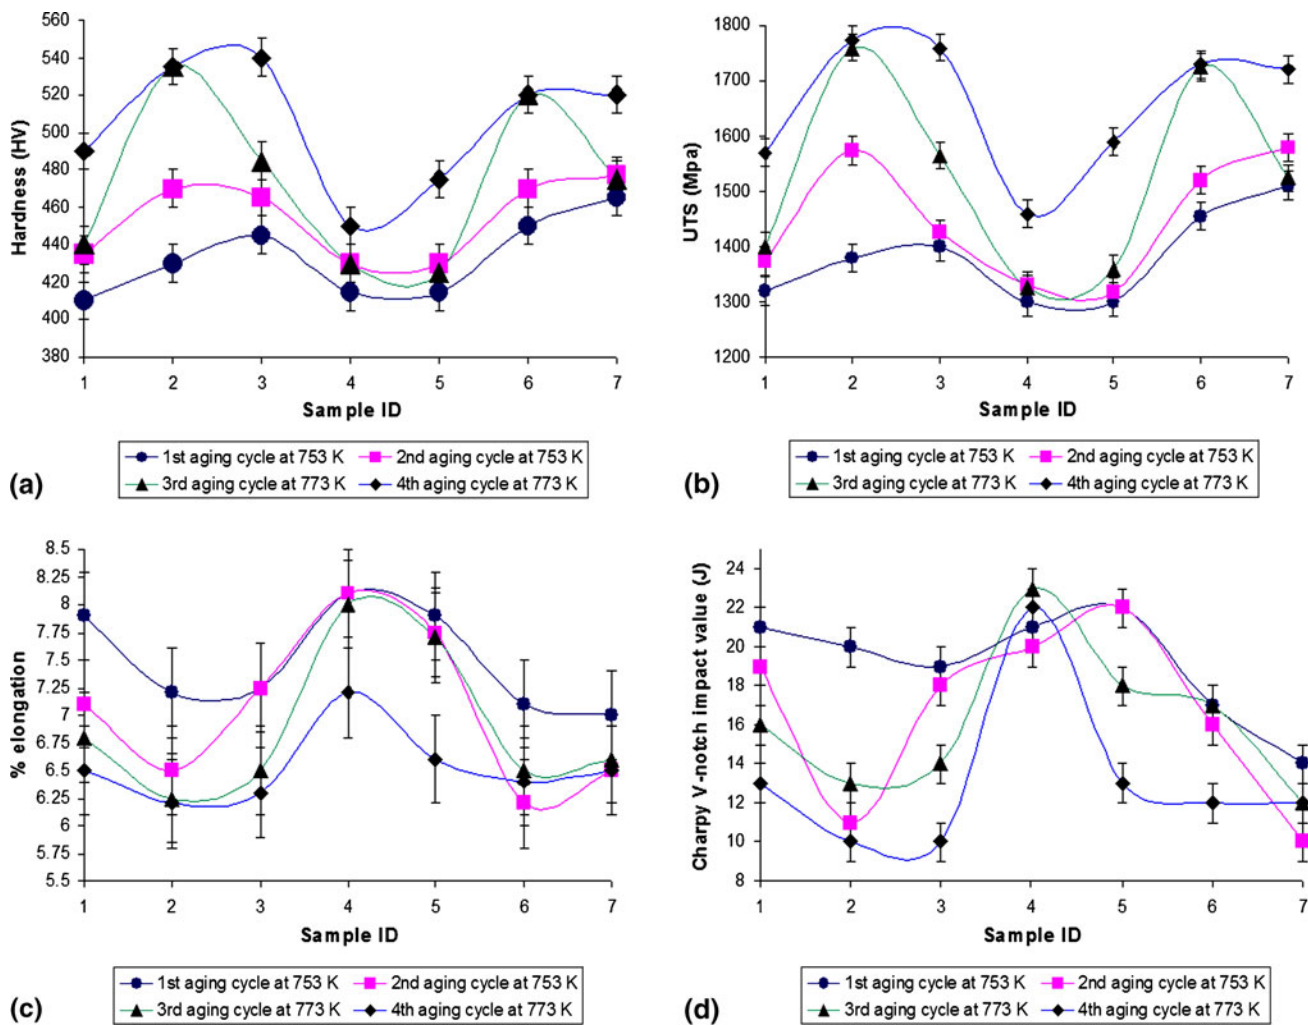 560
540
520
500
480
460
440
420
400
380
Hardness (HV)
1 2 3 4 5 6 7
Sample ID
1st aging cycle at 753 K 2nd aging cycle at 753 K
3rd aging cycle at 773 K 4th aging cycle at 773 K
(a)
1800
1700
1600
1500
1400
1300
1200
UTS (Mpa)
1 2 3 4 5 6 7
Sample ID
1st aging cycle at 753 K 2nd aging cycle at 753 K
3rd aging cycle at 773 K 4th aging cycle at 773 K
(b)
8.5
8.25
8
7.75
7.5
7.25
7
6.75
6.5
6.25
6
5.75
5.5
% elongation
1 2 3 4 5 6 7
Sample ID
1st aging cycle at 753 K 2nd aging cycle at 753 K
3rd aging cycle at 773 K 4th aging cycle at 773 K
(c)
24
22
20
18
16
14
12
10
8
Charpy V-notch impact value (J)
1 2 3 4 5 6 7
Sample ID
1st aging cycle at 753 K 2nd aging cycle at 753 K
3rd aging cycle at 773 K 4th aging cycle at 773 K
(d)